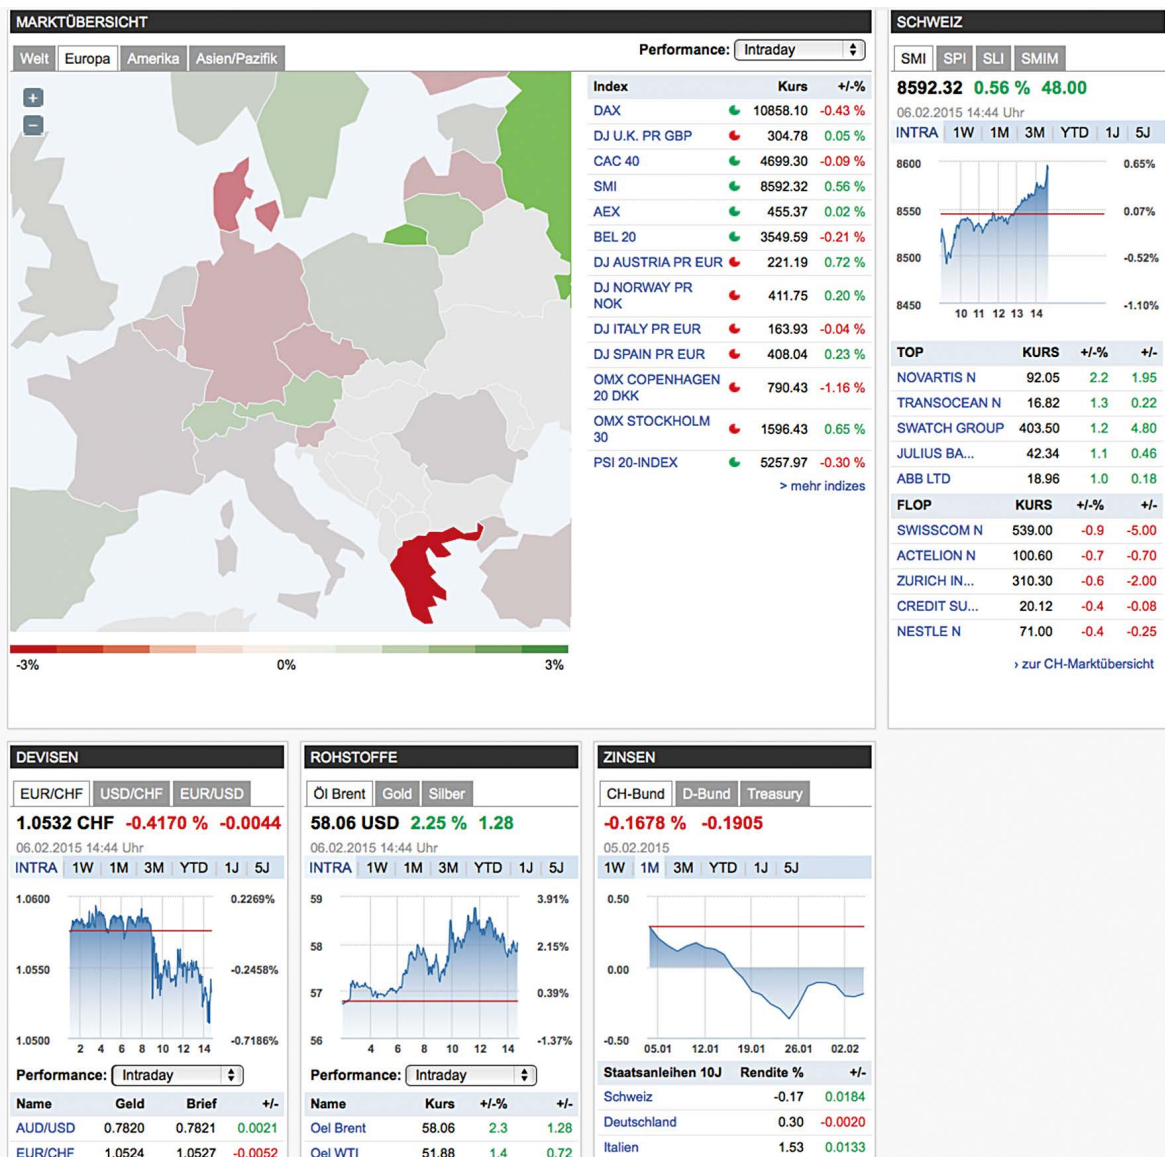 MARKTÜBERSICHT
Welt Europa Amerika Asien/Pazifik
Performance: Intraday
+
−
Index Kurs +/-%
DAX 10858.10 -0.43 %
DJ U.K. PR GBP 304.78 0.05 %
CAC 40 4699.30 -0.09 %
SMI 8592.32 0.56 %
AEX 455.37 0.02 %
BEL 20 3549.59 -0.21 %
DJ AUSTRIA PR EUR 221.19 0.72 %
DJ NORWAY PR
NOK 411.75 0.20 %
DJ ITALY PR EUR 163.93 -0.04 %
DJ SPAIN PR EUR 408.04 0.23 %
OMX COPENHAGEN
20 DKK 790.43 -1.16 %
OMX STOCKHOLM
30 1596.43 0.65 %
PSI 20-INDEX 5257.97 -0.30 %
> mehr indizes
-3% 0% 3%
SCHWEIZ
SMI SPI SLI SMIM
8592.32 0.56 % 48.00
06.02.2015 14:44 Uhr
INTRA 1W 1M 3M YTD 1J 5J
8600 0.65%
8550 0.07%
8500 -0.52%
8450 -1.10%
10 11 12 13 14
TOP KURS +/-% +/-
NOVARTIS N 92.05 2.2 1.95
TRANSOCEAN N 16.82 1.3 0.22
SWATCH GROUP 403.50 1.2 4.80
JULIUS BA... 42.34 1.1 0.46
ABB LTD 18.96 1.0 0.18
FLOP KURS +/-% +/-
SWISSCOM N 539.00 -0.9 -5.00
ACTELION N 100.60 -0.7 -0.70
ZURICH IN... 310.30 -0.6 -2.00
CREDIT SU... 20.12 -0.4 -0.08
NESTLE N 71.00 -0.4 -0.25
› zur CH-Marktübersicht
DEVISEN
EUR/CHF USD/CHF EUR/USD
1.0532 CHF -0.4170 % -0.0044
06.02.2015 14:44 Uhr
INTRA 1W 1M 3M YTD 1J 5J
1.0600 0.2269%
1.0550 -0.2458%
1.0500 -0.7186%
2 4 6 8 10 12 14
Performance: Intraday
Name Geld Brief +/-
AUD/USD 0.7820 0.7821 0.0021
EUR/CHF 1.0524 1.0527 -0.0052
ROHSTOFFE
Öl Brent Gold Silber
58.06 USD 2.25 % 1.28
06.02.2015 14:44 Uhr
INTRA 1W 1M 3M YTD 1J 5J
59 3.91%
58 2.15%
57 0.39%
56 -1.37%
4 6 8 10 12 14
Performance: Intraday
Name Kurs +/-% +/-
Oel Brent 58.06 2.3 1.28
Oel WTI 51.88 1.4 0.72
ZINSEN
CH-Bund D-Bund Treasury
-0.1678 % -0.1905
05.02.2015
1W 1M 3M YTD 1J 5J
0.50
0.00
-0.50
05.01 12.01 19.01 26.01 02.02
Staatsanleihen 10J Rendite % +/-
Schweiz -0.17 0.0184
Deutschland 0.30 -0.0020
Italien 1.53 0.0133